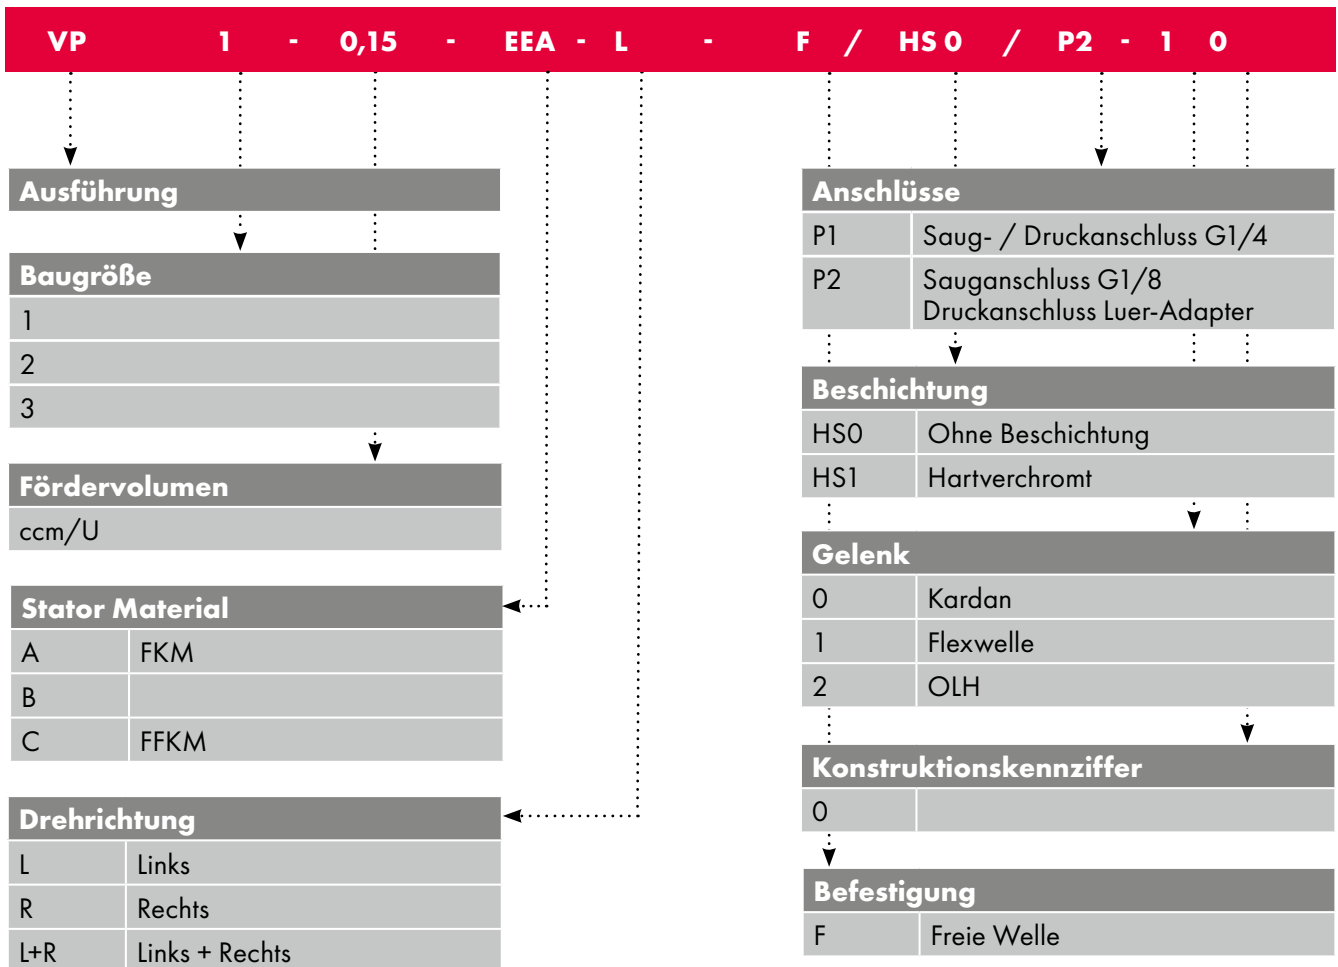 VP 1 - 0,15 - EEA - L - F / HS 0 / P2 - 1 0
Ausführung
Baugröße
1
2
3
Fördervolumen
ccm/U
Stator Material
A FKM
B
C FFKM
Drehrichtung
L Links
R Rechts
L+R Links + Rechts
Anschlüsse
P1 Saug- / Druckanschluss G1/4
P2 Sauganschluss G1/8
Druckanschluss Luer-Adapter
Beschichtung
HS0 Ohne Beschichtung
HS1 Hartverchromt
Gelenk
0 Kardan
1 Flexwelle
2 OLH
Konstruktionskennziffer
0
Befestigung
F Freie Welle